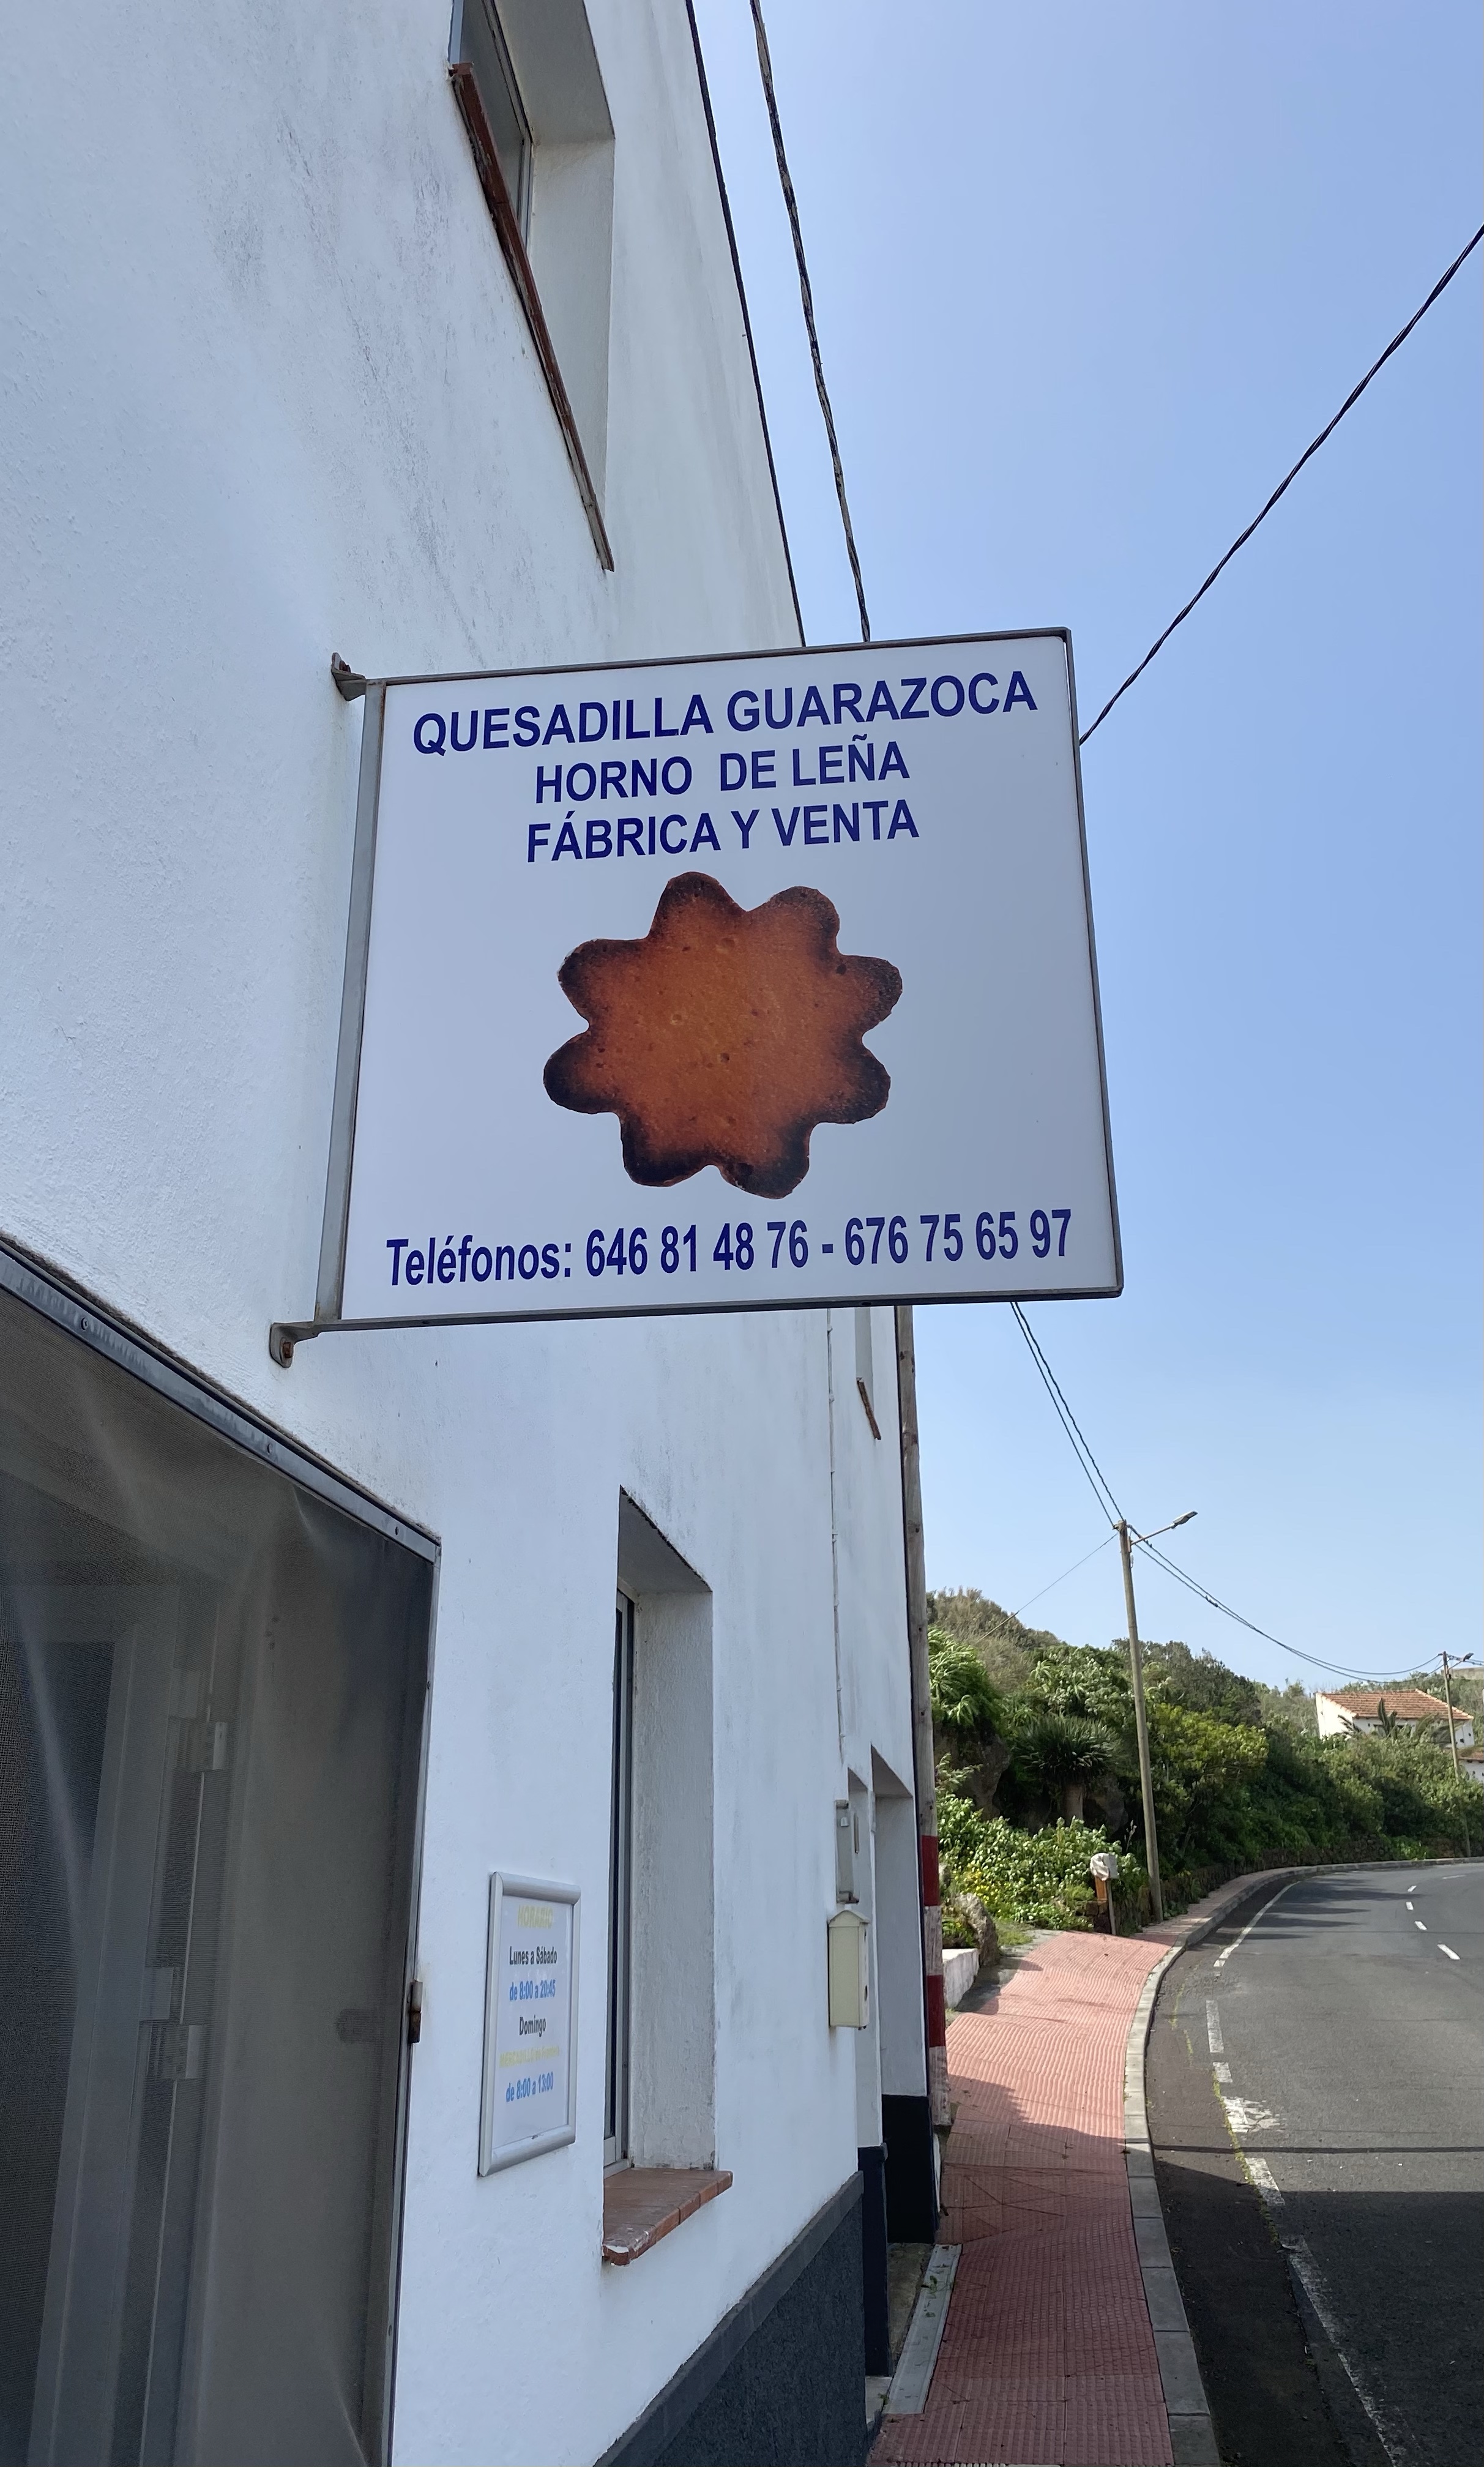 QUESADILLA GUARAZOCA
HORNO DE LEÑA
FÁBRICA Y VENTA
Teléfonos: 646 81 48 76 - 676 75 65 97
HORARIO
Lunes a Sábado
de 8:00 a 20:45
Domingo
de 8:00 a 13:00